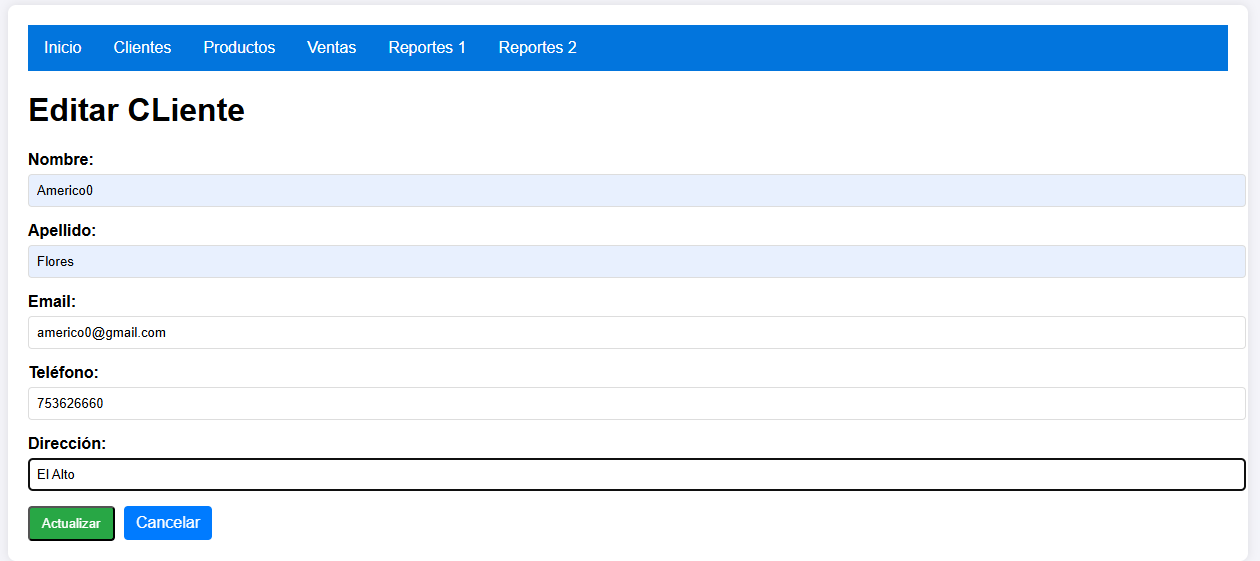 Inicio Clientes Productos Ventas Reportes 1 Reportes 2
Editar CLiente
Nombre:
Americo0
Apellido:
Flores
Email:
americo0@gmail.com
Teléfono:
753626660
Dirección:
El Alto
Actualizar Cancelar